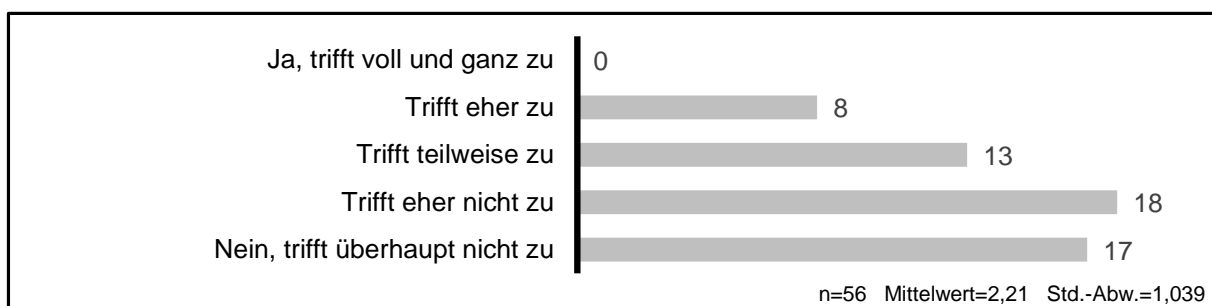 Ja, trifft voll und ganz zu 0
Trifft eher zu 8
Trifft teilweise zu 13
Trifft eher nicht zu 18
Nein, trifft überhaupt nicht zu 17
n=56 Mittelwert=2,21 Std.-Abw.=1,039